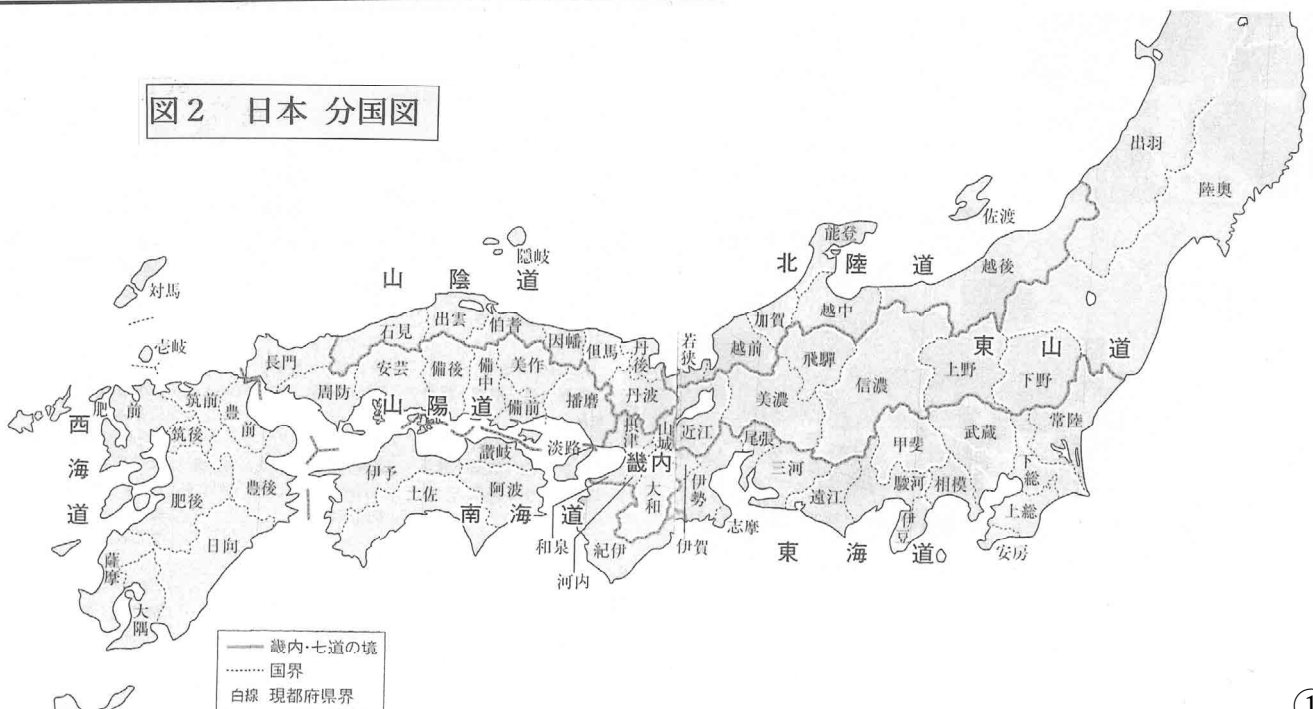 図2 日本 分国図
出羽
陸奥
佐渡
能登
隠岐
北陸道
越後
山陰道
対馬
加賀
越中
出雲
伯耆
石見
因幡
但馬
丹後
若狭
越前
飛騨
東山道
壱岐
長門
安芸
備後
備中
美作
信濃
上野
下野
周防
山陽道
備前
播磨
丹波
美濃
肥前
筑前
豊前
常陸
西海道
筑後
摂津
山城
近江
尾張
甲斐
武蔵
讃岐
淡路
畿内
伊予
三河
下総
土佐
阿波
大和
伊勢
遠江
駿河
相模
肥後
豊後
南海道
志摩
伊豆
上総
日向
和泉
紀伊
伊賀
東海道
安房
薩摩
河内
大隅
畿内・七道の境
国界
白線 現都府県界
①